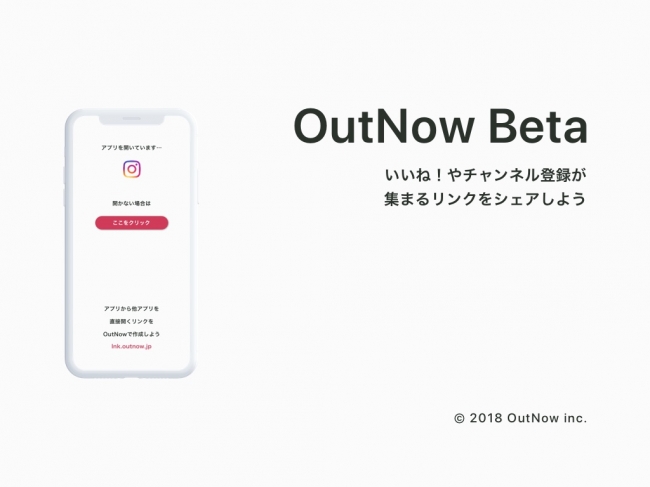 OutNow Beta
いいね！やチャンネル登録が
集まるリンクをシェアしよう
アプリを開いています…
開かない場合は
ここをクリック
アプリから他アプリを
直接開くリンクを
OutNowで作成しよう
lnk.outnow.jp
© 2018 OutNow inc.